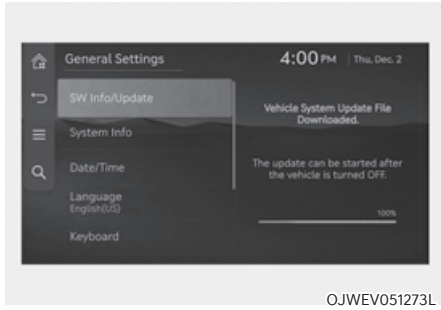 General Settings
4:00 PM
Thu, Dec. 2
SW Info/Update
System Info
Date/Time
Language
English(US)
Keyboard
Vehicle System Update File
Downloaded.
The update can be started after
the vehicle is turned OFF.
100%
OJWEV051273L